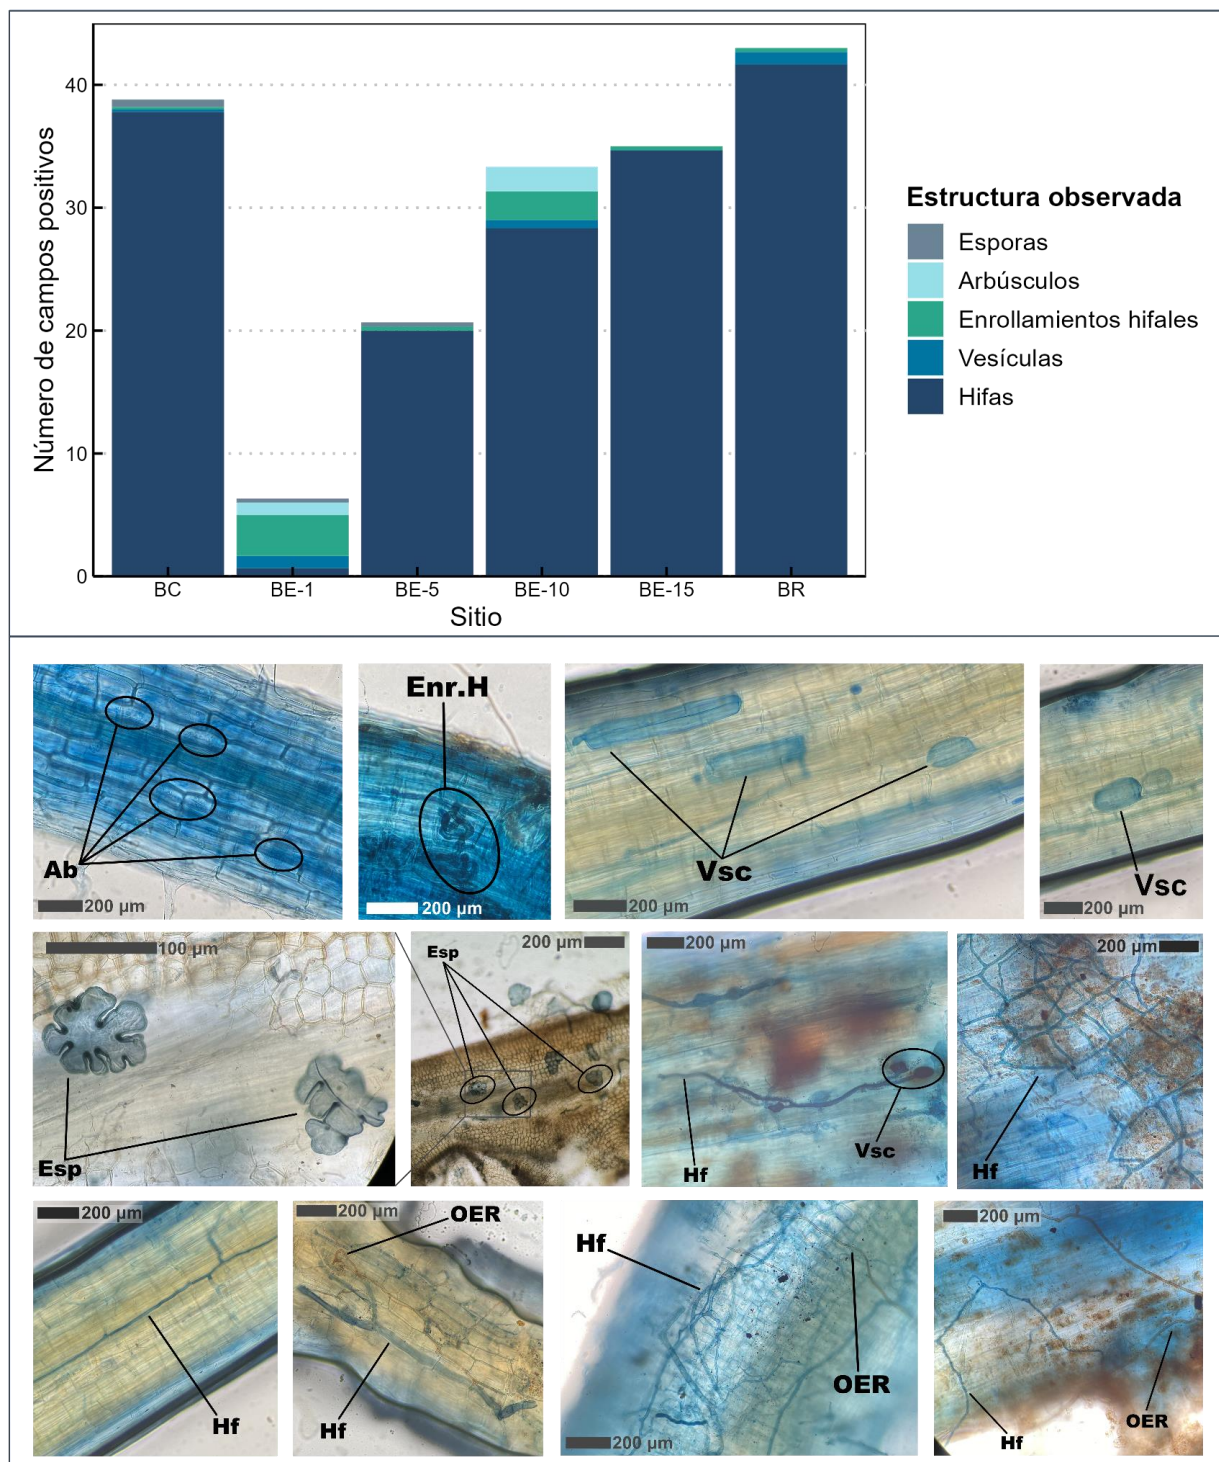 Número de campos positivos
40
30
20
10
0
BC BE-1 BE-5 BE-10 BE-15 BR
Sitio
Estructura observada
Esporas
Arbúsculos
Enrollamientos hifales
Vesículas
Hifas
Ab
200 µm
Enr.H
200 µm
Vsc
200 µm
Vsc
200 µm
100 µm
Esp
Esp
200 µm
200 µm
Hf
Vsc
200 µm
Hf
200 µm
Hf
200 µm
OER
Hf
Hf
OER
200 µm
200 µm
OER
Hf